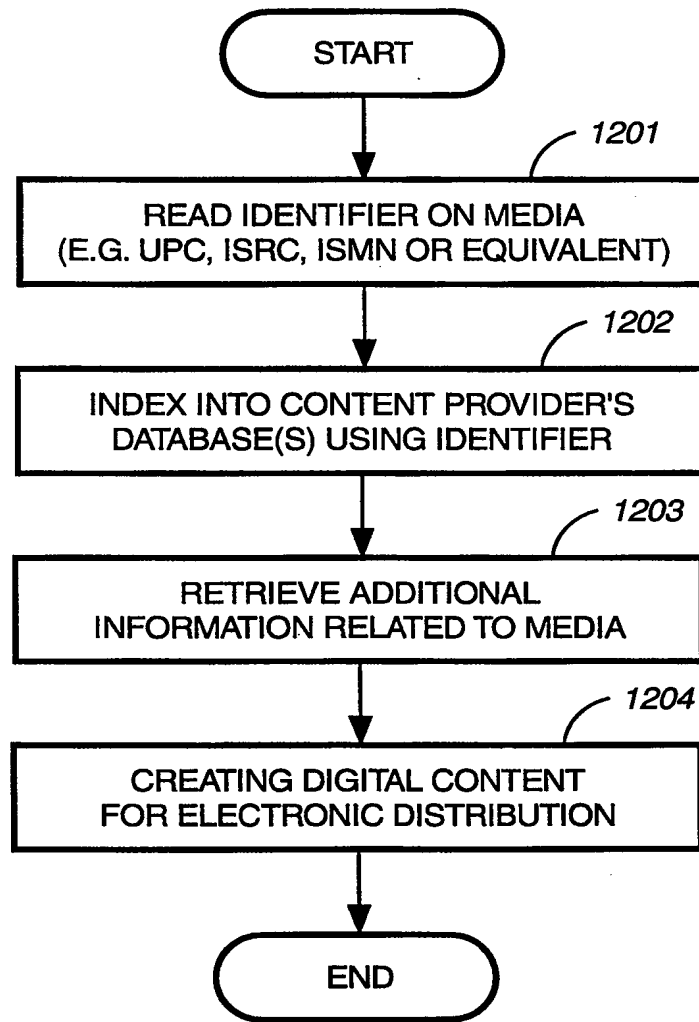 START
1201
READ IDENTIFIER ON MEDIA
(E.G. UPC, ISRC, ISMN OR EQUIVALENT)
1202
INDEX INTO CONTENT PROVIDER'S
DATABASE(S) USING IDENTIFIER
1203
RETRIEVE ADDITIONAL
INFORMATION RELATED TO MEDIA
1204
CREATING DIGITAL CONTENT
FOR ELECTRONIC DISTRIBUTION
END